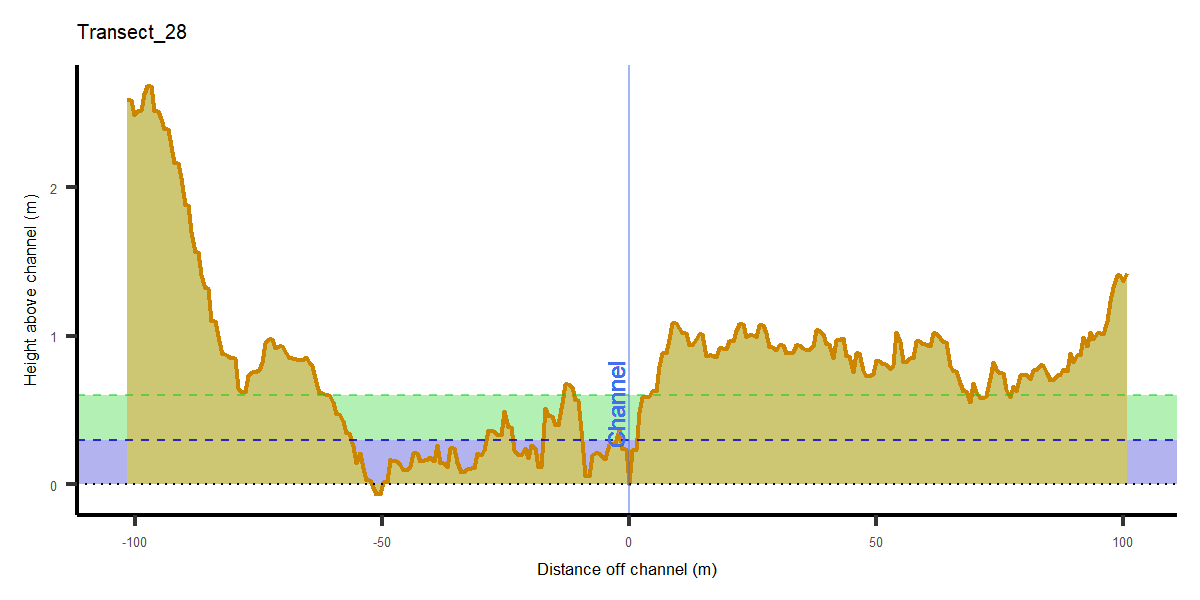 Transect_28
Height above channel (m)
2
1
0
Channel
-100
-50
0
50
100
Distance off channel (m)